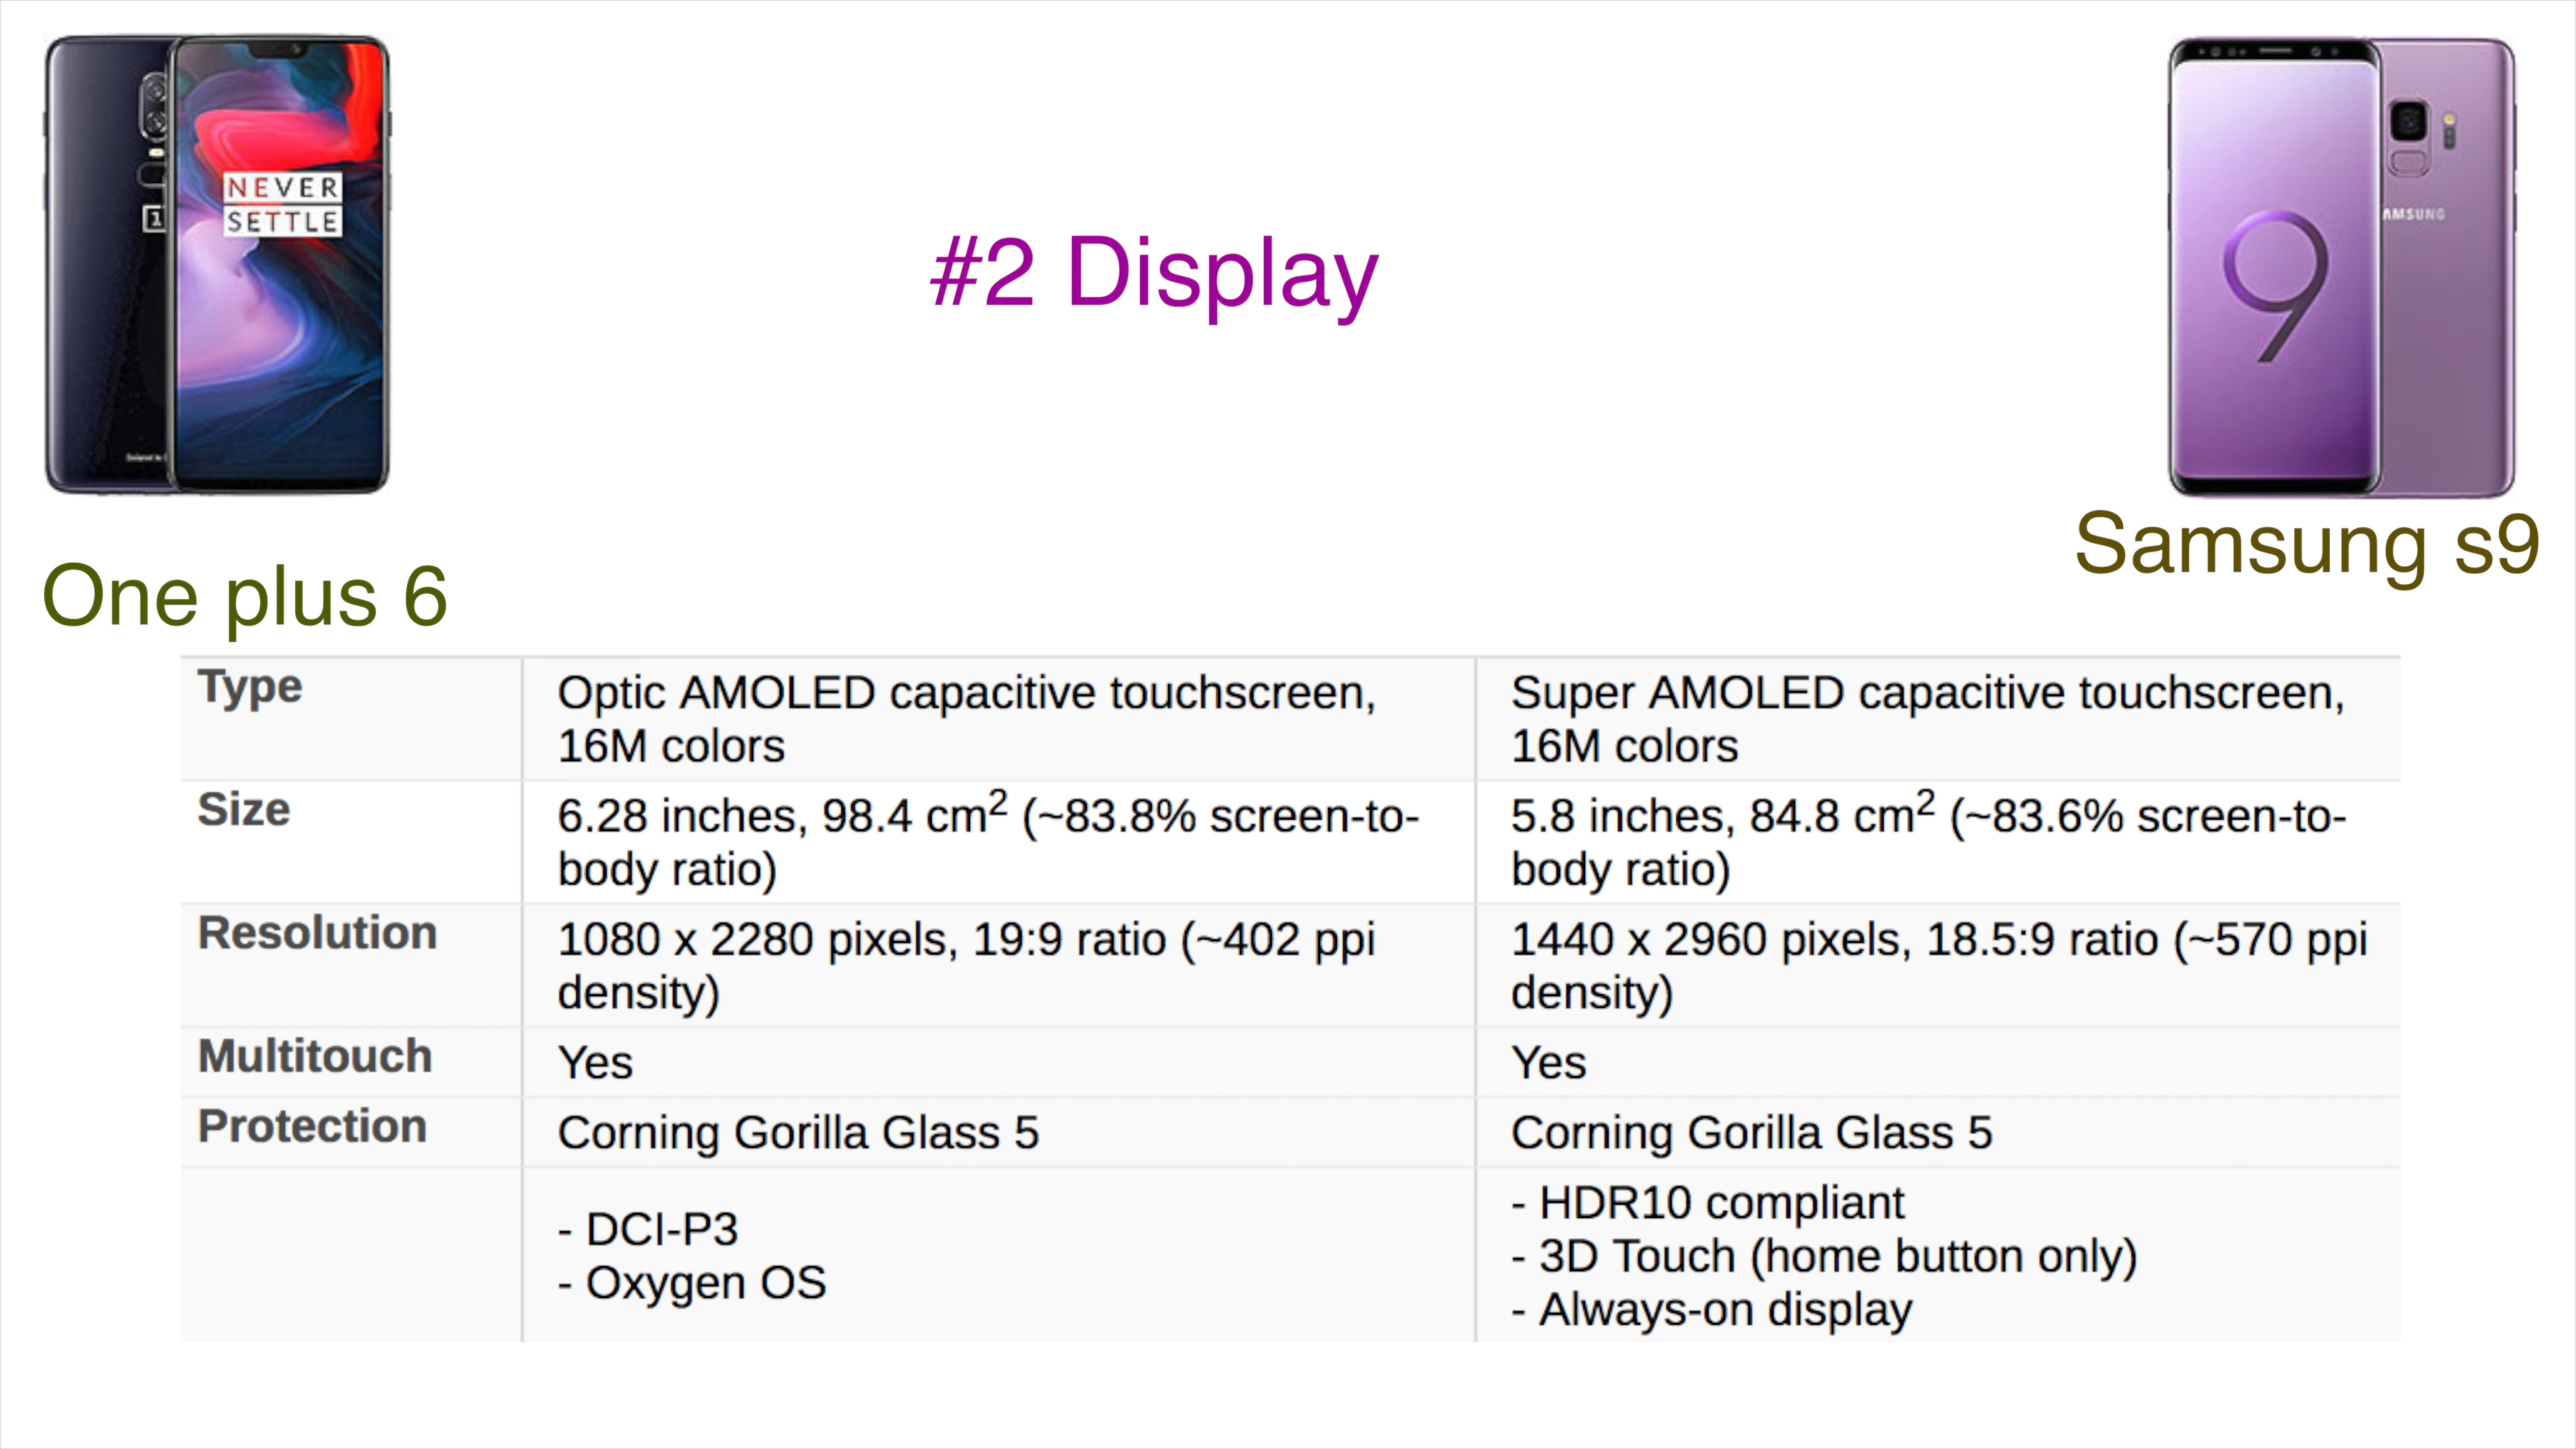 NEVER
SETTLE
9
AMSUNG
#2 Display
One plus 6
Samsung s9
Type
Optic AMOLED capacitive touchscreen,
16M colors
Super AMOLED capacitive touchscreen,
16M colors
Size
6.28 inches, 98.4 cm² (~83.8% screen-to-
body ratio)
5.8 inches, 84.8 cm² (~83.6% screen-to-
body ratio)
Resolution
1080 x 2280 pixels, 19:9 ratio (~402 ppi
density)
1440 x 2960 pixels, 18.5:9 ratio (~570 ppi
density)
Multitouch
Yes
Yes
Protection
Corning Gorilla Glass 5
Corning Gorilla Glass 5
- DCI-P3
- Oxygen OS
- HDR10 compliant
- 3D Touch (home button only)
- Always-on display